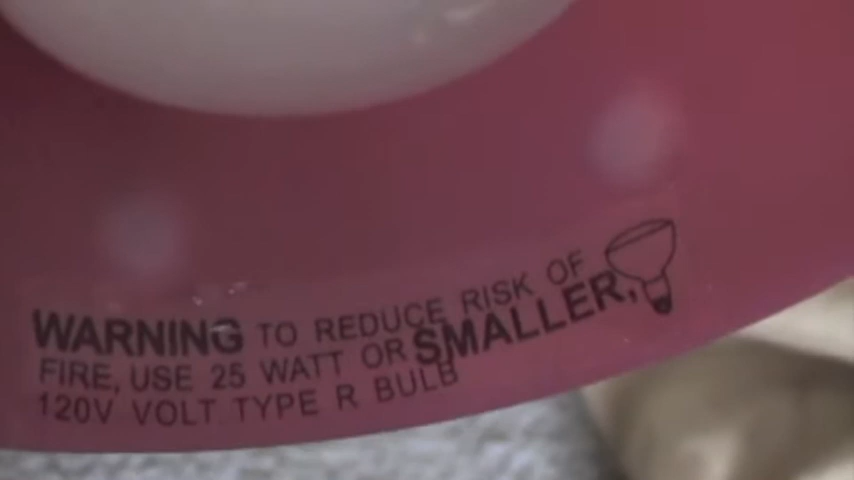 WARNING TO REDUCE RISK OF
FIRE, USE 25 WATT OR SMALLER,
120V VOLT TYPE R BULB